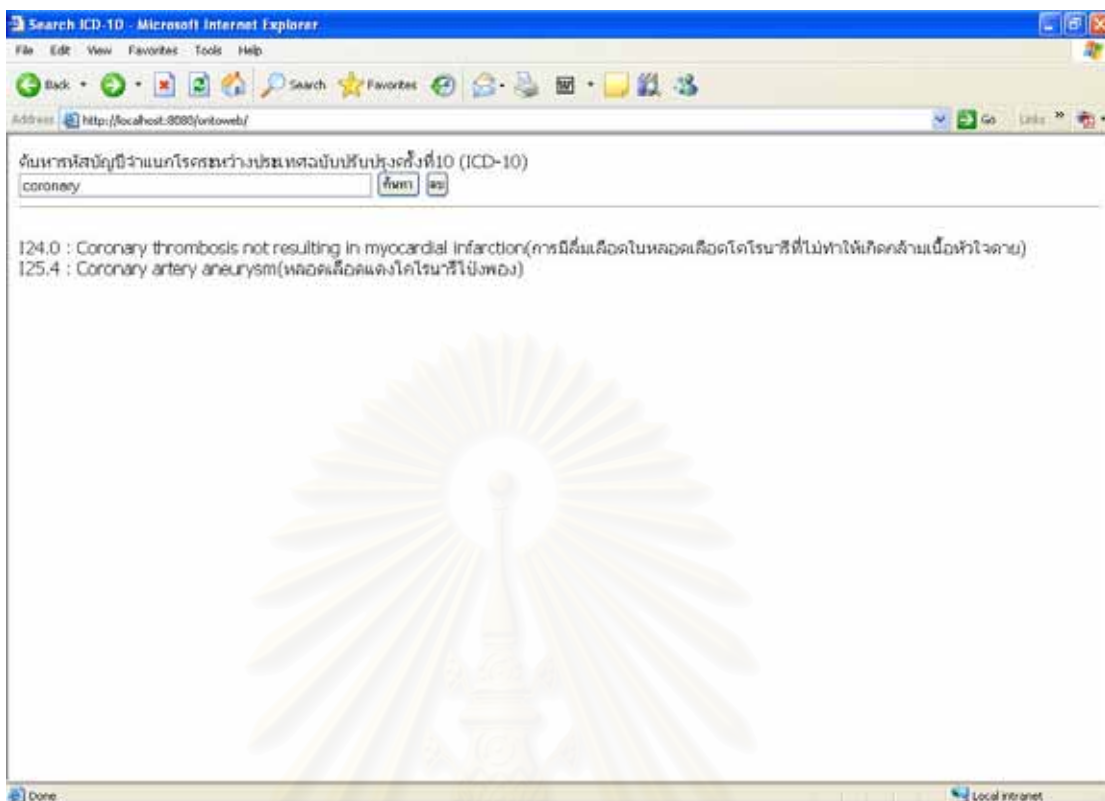 Search ICD-10 - Microsoft Internet Explorer
File Edit View Favorites Tools Help
Back Search Favorites
Address http://localhost:8080/ontoweb/ Go Links »
ค้นหารหัสบัญชีจำแนกโรคระหว่างประเทศฉบับปรับปรุงครั้งที่10 (ICD-10)
coronary ค้นหา ลบ
I24.0 : Coronary thrombosis not resulting in myocardial infarction(การมีลิ่มเลือดในหลอดเลือดโคโรนารีที่ไม่ทำให้เกิดกล้ามเนื้อหัวใจตาย)
I25.4 : Coronary artery aneurysm(หลอดเลือดแดงโคโรนารีโป่งพอง)
Done Local intranet